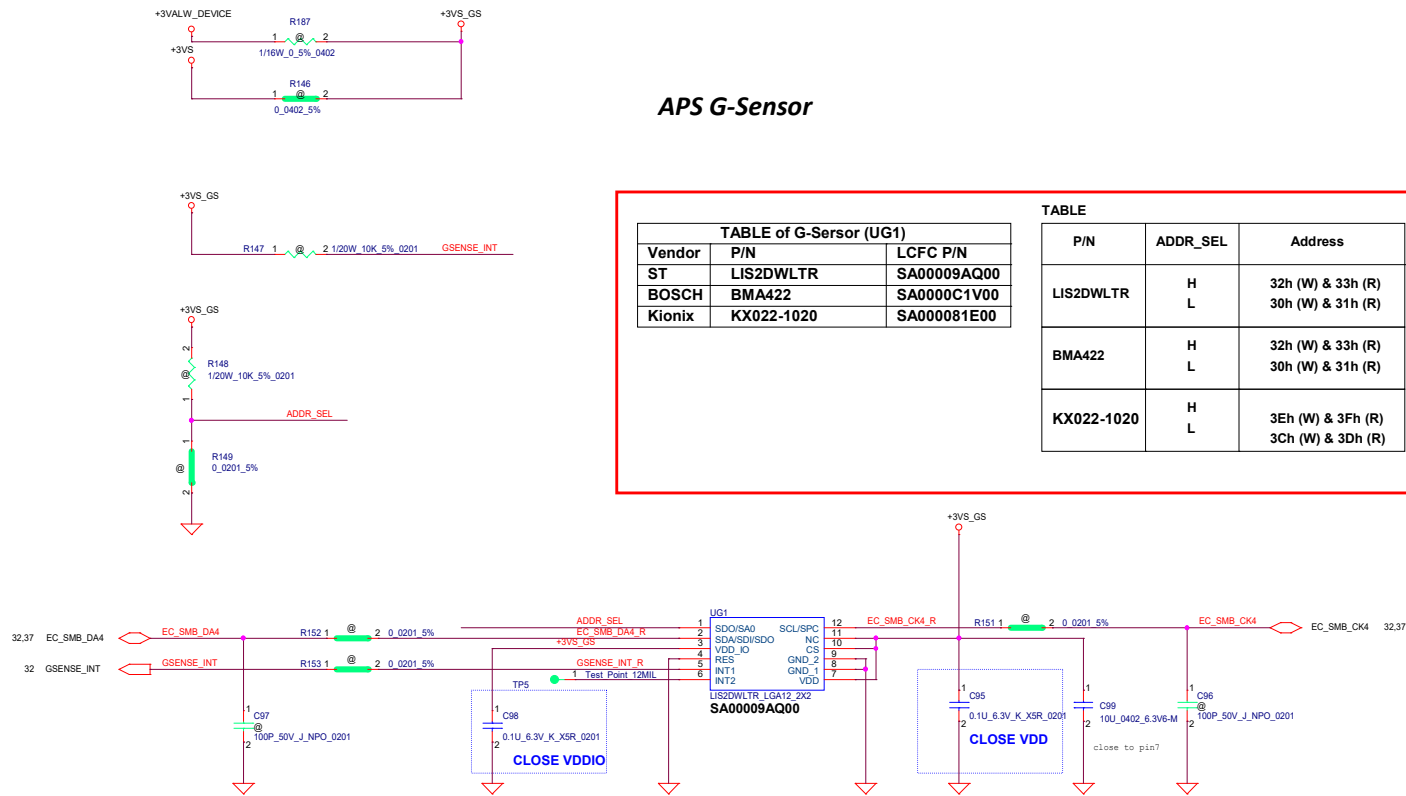 +3VALW_DEVICE
+3VS_GS
R187
1 @ 2
+3VS
1/16W_0_5%_0402
R146
1 @ 2
0_0402_5%
APS G-Sensor
+3VS_GS
R147 1 @ 2 1/20W_10K_5%_0201 GSENSE_INT
+3VS_GS
2
R148
@ 1/20W_10K_5%_0201
1
ADDR_SEL
1
R149
@ 0_0201_5%
2
TABLE of G-Sersor (UG1)
Vendor P/N LCFC P/N
ST LIS2DWLTR SA00009AQ00
BOSCH BMA422 SA0000C1V00
Kionix KX022-1020 SA000081E00
TABLE
P/N ADDR_SEL Address
LIS2DWLTR
H 32h (W) & 33h (R)
L 30h (W) & 31h (R)
BMA422
H 32h (W) & 33h (R)
L 30h (W) & 31h (R)
KX022-1020
H 3Eh (W) & 3Fh (R)
L 3Ch (W) & 3Dh (R)
+3VS_GS
32,37 EC_SMB_DA4 EC_SMB_DA4 R152 1 @ 2 0_0201_5%
32 GSENSE_INT GSENSE_INT R153 1 @ 2 0_0201_5%
ADDR_SEL
EC_SMB_DA4_R
+3VS_GS
GSENSE_INT_R
1 Test Point_12MIL
TP5
UG1
1 SDO/SA0 SCL/SPC 12
2 SDA/SDI/SDO NC 11
3 VDD_IO CS 10
4 RES GND_2 9
5 INT1 GND_1 8
6 INT2 VDD 7
LIS2DWLTR_LGA12_2X2
SA00009AQ00
EC_SMB_CK4_R R151 1 @ 2 0_0201_5% EC_SMB_CK4 EC_SMB_CK4 32,37
1
C97
@
100P_50V_J_NPO_0201
2
1
C98
0.1U_6.3V_K_X5R_0201
2
CLOSE VDDIO
1
C95
0.1U_6.3V_K_X5R_0201
2
CLOSE VDD
1
C99
10U_0402_6.3V6-M
2
close to pin7
1
C96
@
100P_50V_J_NPO_0201
2